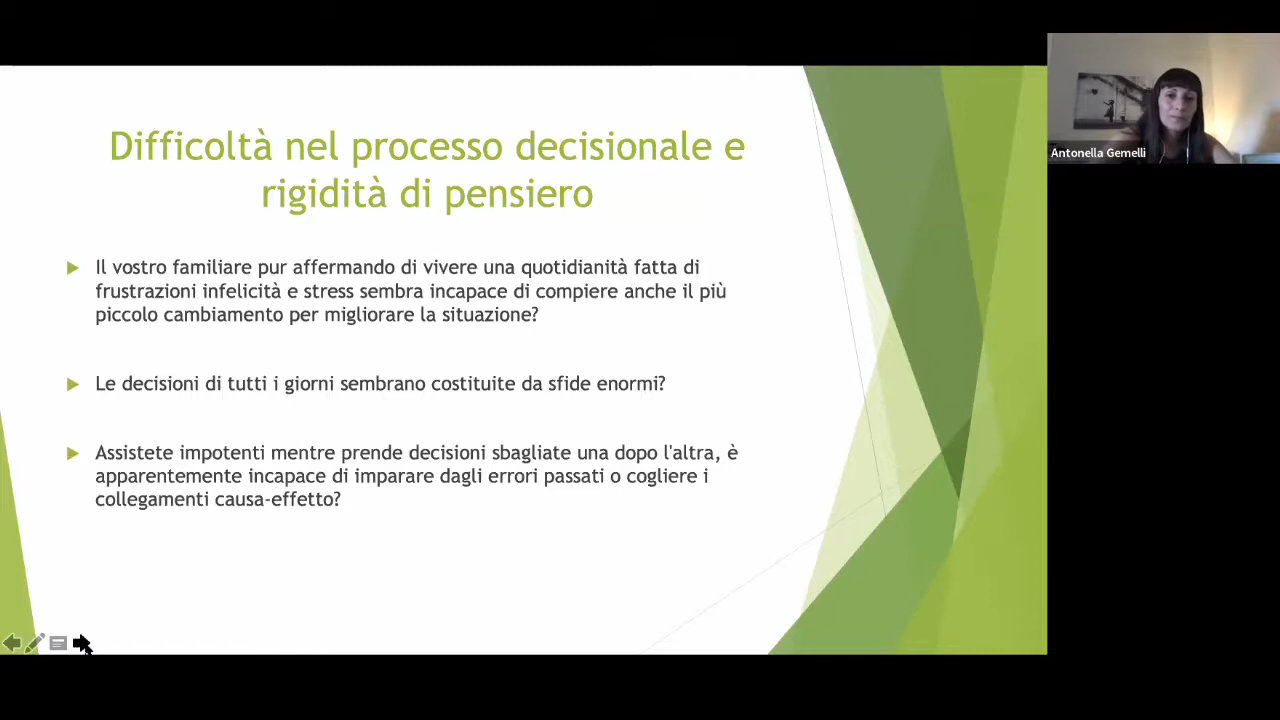 Difficoltà nel processo decisionale e
rigidità di pensiero
Il vostro familiare pur affermando di vivere una quotidianità fatta di
frustrazioni infelicità e stress sembra incapace di compiere anche il più
piccolo cambiamento per migliorare la situazione?
Le decisioni di tutti i giorni sembrano costituite da sfide enormi?
Assistete impotenti mentre prende decisioni sbagliate una dopo l'altra, è
apparentemente incapace di imparare dagli errori passati o cogliere i
collegamenti causa-effetto?
Antonella Gemelli